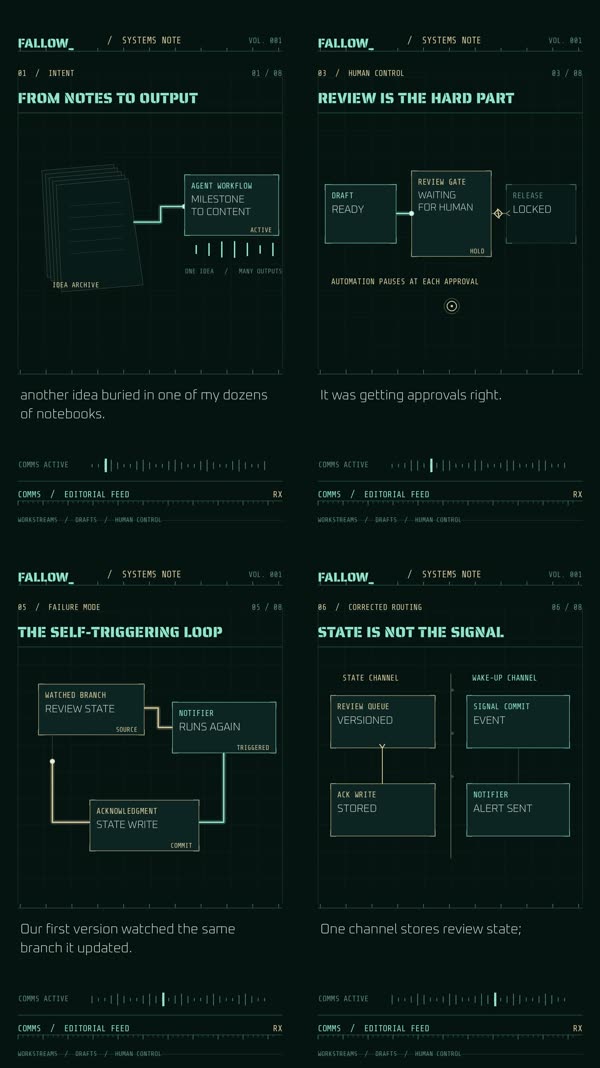 FALLOW_ / SYSTEMS NOTE VOL. 001
01 / INTENT 01 / 08
FROM NOTES TO OUTPUT
AGENT WORKFLOW
MILESTONE
TO CONTENT
ACTIVE
ONE IDEA / MANY OUTPUTS
IDEA ARCHIVE
another idea buried in one of my dozens
of notebooks.
COMMS ACTIVE
COMMS / EDITORIAL FEED RX
WORKSTREAMS / DRAFTS / HUMAN CONTROL
FALLOW_ / SYSTEMS NOTE VOL. 001
03 / HUMAN CONTROL 03 / 08
REVIEW IS THE HARD PART
DRAFT
READY
REVIEW GATE
WAITING
FOR HUMAN
HOLD
RELEASE
LOCKED
AUTOMATION PAUSES AT EACH APPROVAL
It was getting approvals right.
COMMS ACTIVE
COMMS / EDITORIAL FEED RX
WORKSTREAMS / DRAFTS / HUMAN CONTROL
FALLOW_ / SYSTEMS NOTE VOL. 001
05 / FAILURE MODE 05 / 08
THE SELF-TRIGGERING LOOP
WATCHED BRANCH
REVIEW STATE
SOURCE
NOTIFIER
RUNS AGAIN
TRIGGERED
ACKNOWLEDGMENT
STATE WRITE
COMMIT
Our first version watched the same
branch it updated.
COMMS ACTIVE
COMMS / EDITORIAL FEED RX
WORKSTREAMS / DRAFTS / HUMAN CONTROL
FALLOW_ / SYSTEMS NOTE VOL. 001
06 / CORRECTED ROUTING 06 / 08
STATE IS NOT THE SIGNAL
STATE CHANNEL
REVIEW QUEUE
VERSIONED
ACK WRITE
STORED
WAKE-UP CHANNEL
SIGNAL COMMIT
EVENT
NOTIFIER
ALERT SENT
One channel stores review state;
COMMS ACTIVE
COMMS / EDITORIAL FEED RX
WORKSTREAMS / DRAFTS / HUMAN CONTROL